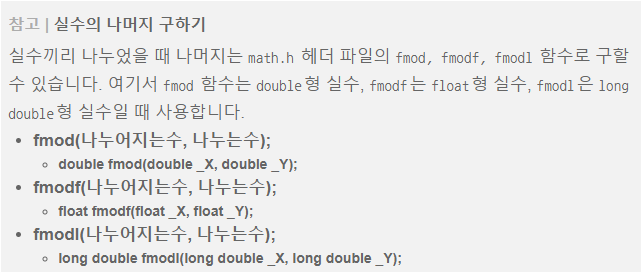 참고 | 실수의 나머지 구하기
실수끼리 나누었을 때 나머지는 math.h 헤더 파일의 fmod, fmodf, fmodl 함수로 구할
수 있습니다. 여기서 fmod 함수는 double형 실수, fmodf는 float형 실수, fmodl은 long
double형 실수일 때 사용합니다.
• fmod(나누어지는수, 나누는수);
◦ double fmod(double _X, double _Y);
• fmodf(나누어지는수, 나누는수);
◦ float fmodf(float _X, float _Y);
• fmodl(나누어지는수, 나누는수);
◦ long double fmodl(long double _X, long double _Y);